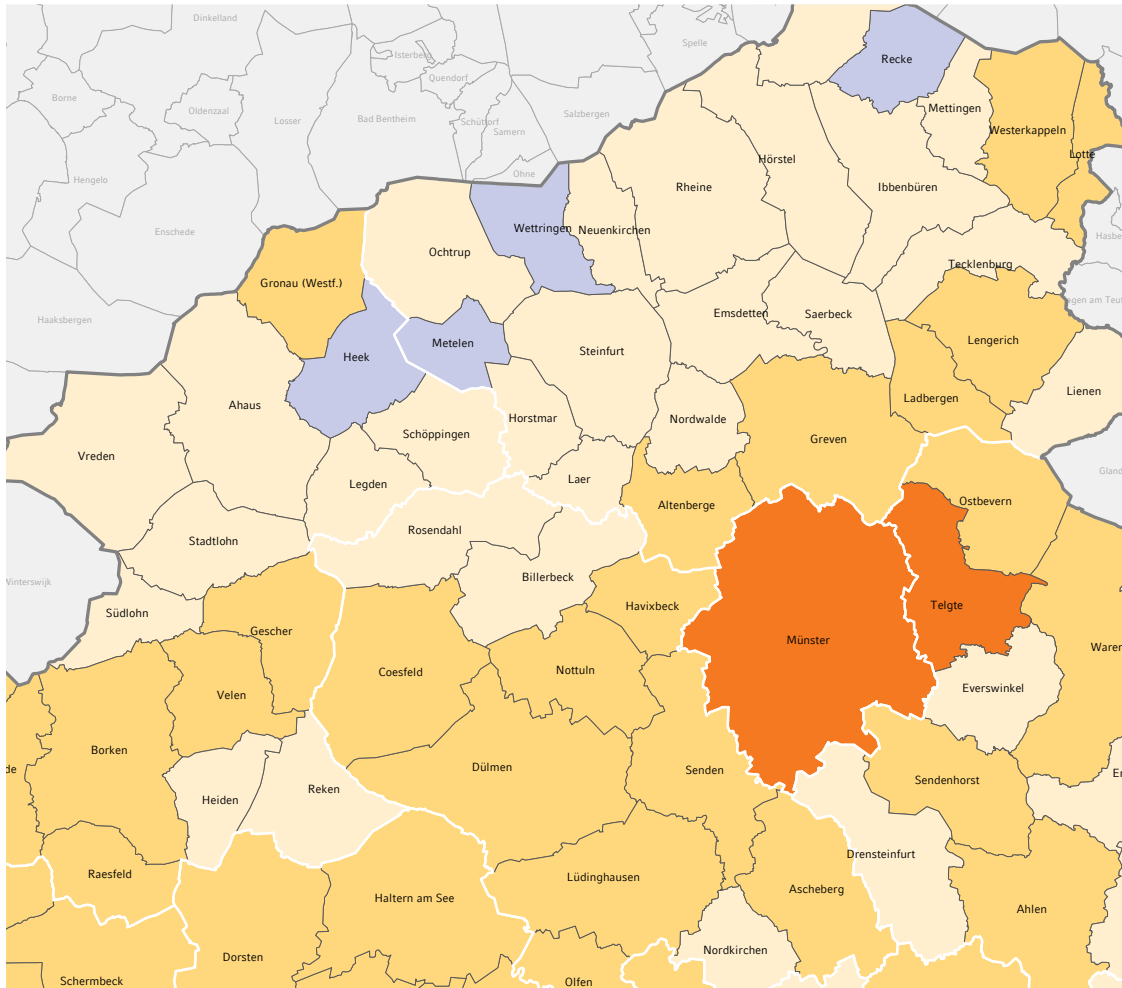 Dinkelland
Spelle
Isterberg
Recke
Quendorf
Borne
Oldenzaal
Mettingen
Losser
Bad Bentheim
Salzbergen
Schüttorf
Samern
Westerkappeln
Lotte
Hörstel
Ohne
Hengelo
Rheine
Ibbenbüren
Enschede
Wettringen
Neuenkirchen
Hasbe
Ochtrup
Tecklenburg
Gronau (Westf.)
Haaksbergen
Emsdetten
Saerbeck
Lengerich
Metelen
Steinfurt
Heek
Lienen
Ahaus
Ladbergen
Horstmar
Nordwalde
Schöppingen
Greven
Vreden
Laer
Legden
Altenberge
Ostbevern
Gland
Rosendahl
Stadtlohn
Billerbeck
Winterswijk
Südlohn
Havixbeck
Telgte
Gescher
Münster
Waren
Coesfeld
Nottuln
Everswinkel
Velen
Borken
Dülmen
Senden
de
Sendenhorst
Reken
Heiden
Drensteinfurt
Raesfeld
Lüdinghausen
Ascheberg
Haltern am See
Ahlen
Nordkirchen
Dorsten
Schermbeck
Olfen